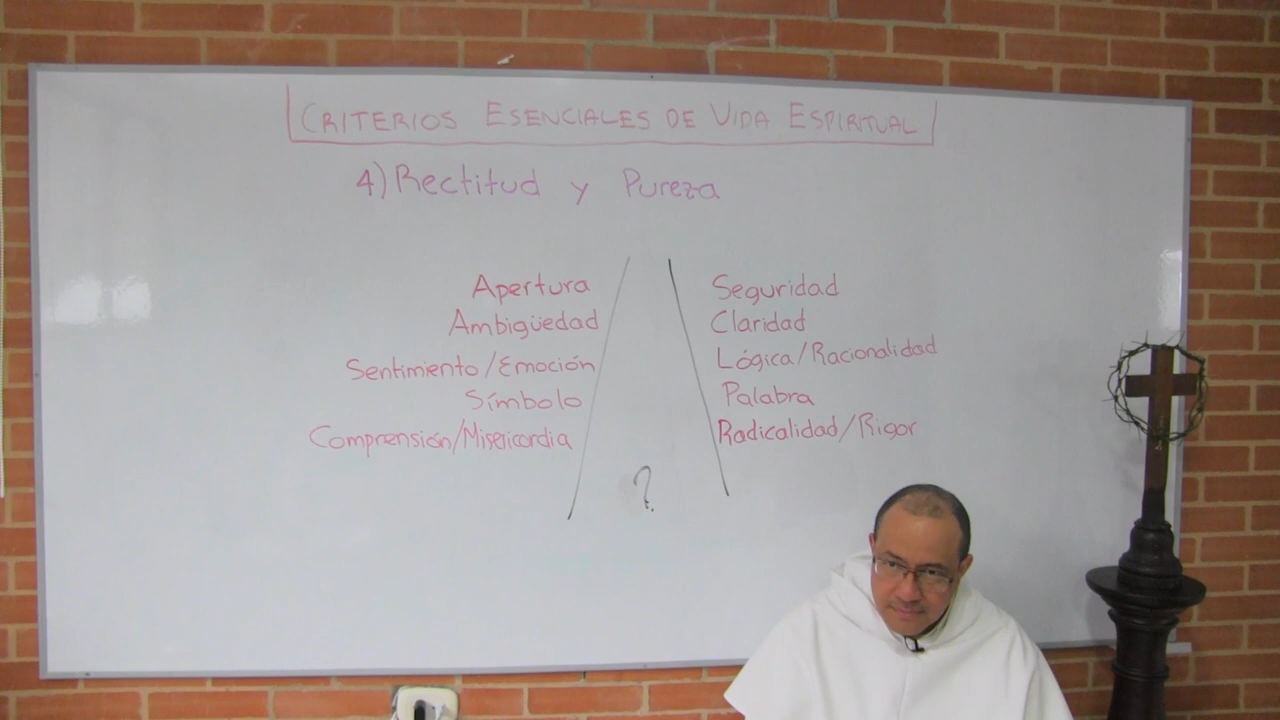 CRITERIOS ESENCIALES DE VIDA ESPIRITUAL
4) Rectitud y Pureza
Apertura Seguridad
Ambigüedad Claridad
Sentimiento/Emoción Lógica/Racionalidad
Símbolo Palabra
Comprensión/Misericordia Radicalidad/Rigor
?